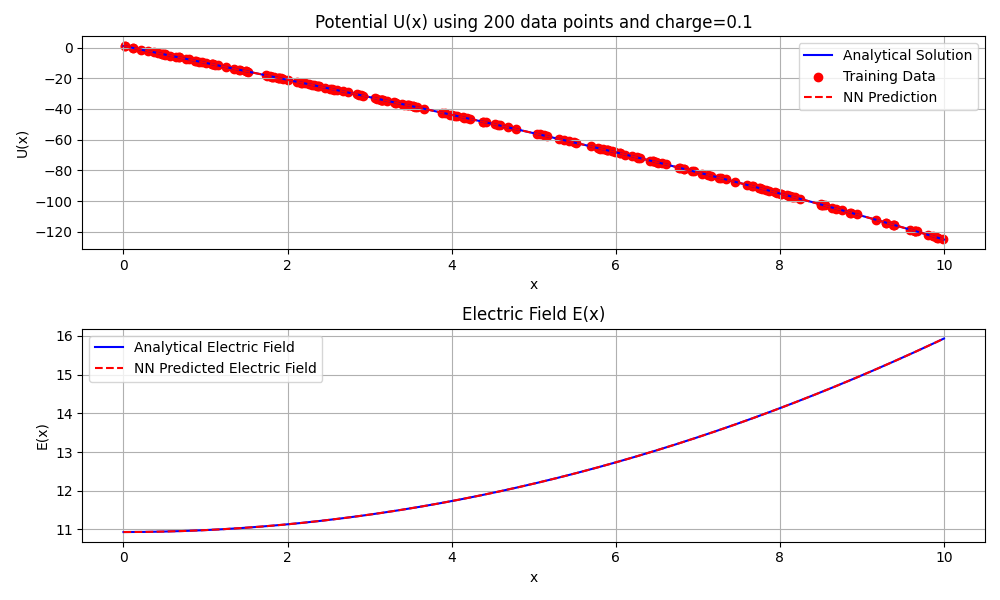 Potential U(x) using 200 data points and charge=0.1
U(x)
0
−20
−40
−60
−80
−100
−120
Analytical Solution
Training Data
NN Prediction
0 2 4 6 8 10
x
Electric Field E(x)
E(x)
16
15
14
13
12
11
Analytical Electric Field
NN Predicted Electric Field
0 2 4 6 8 10
x